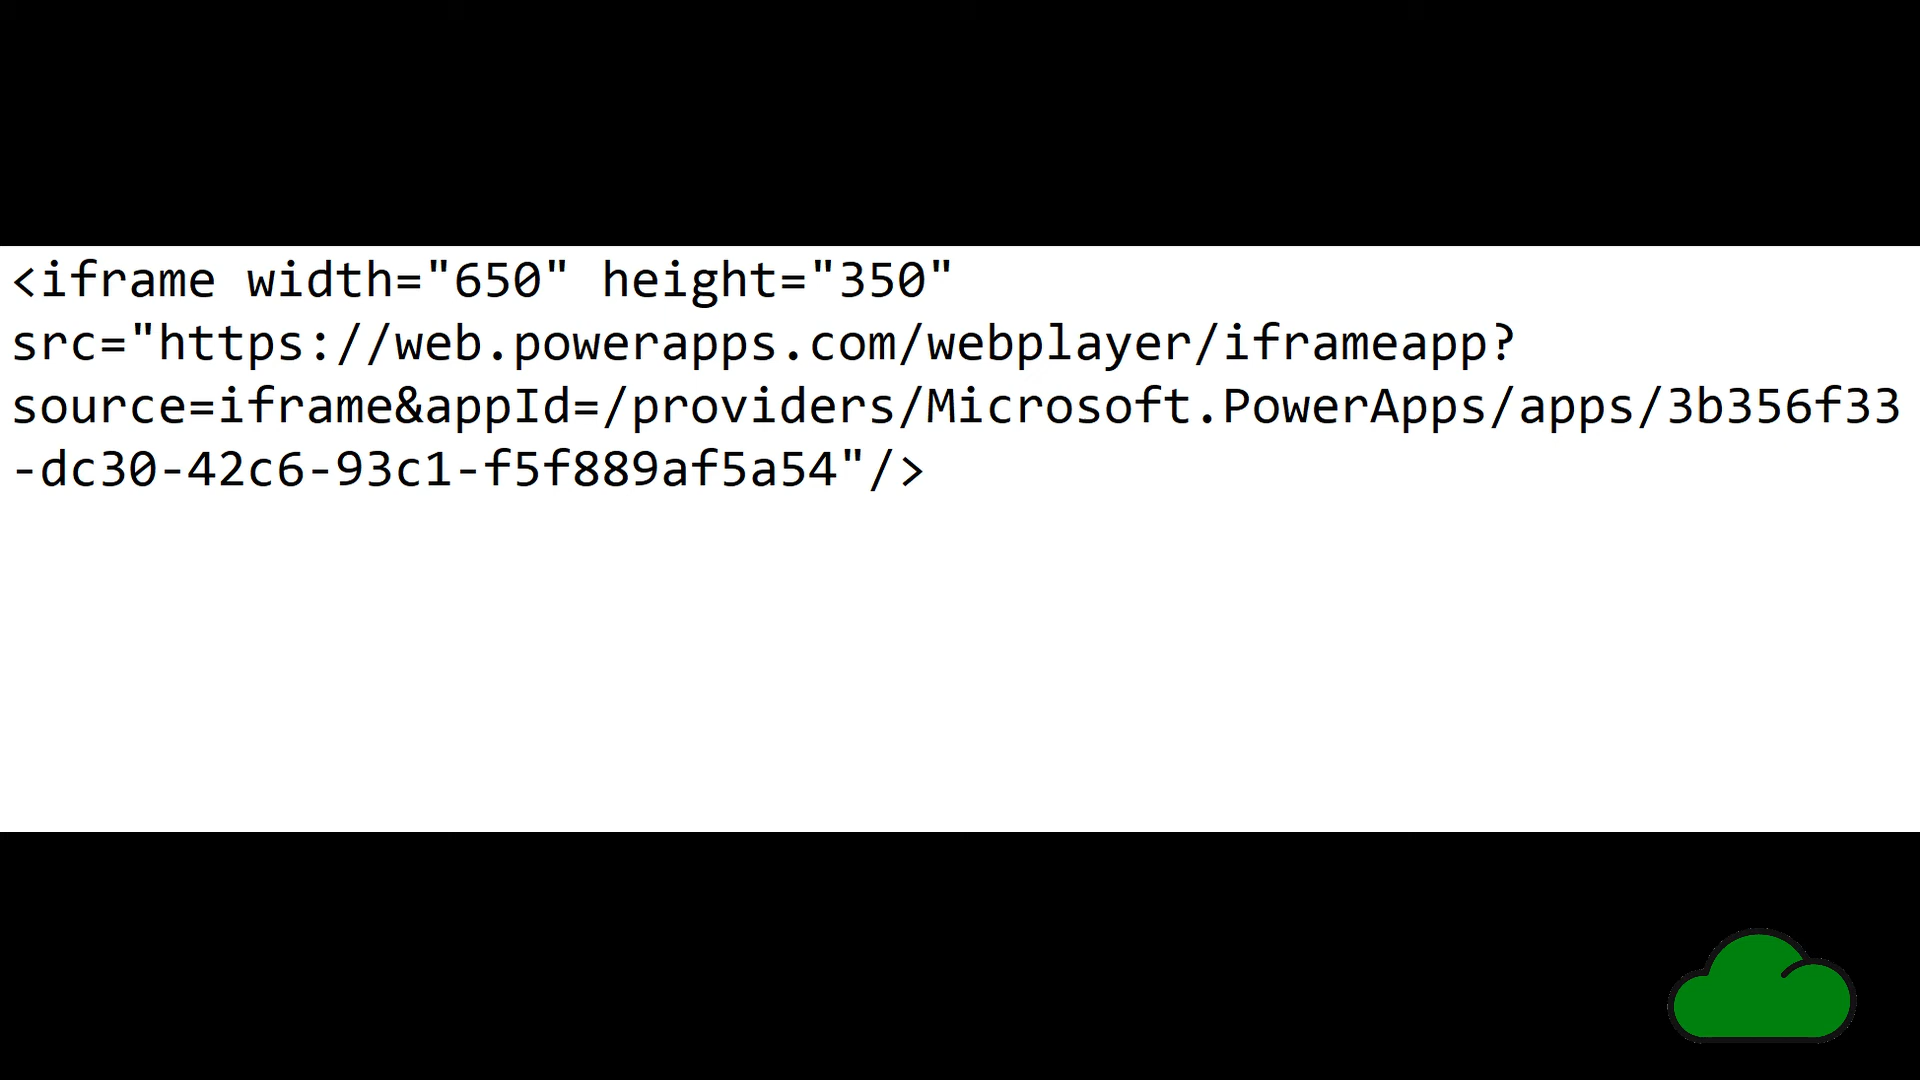 <iframe width="650" height="350"
src="https://web.powerapps.com/webplayer/iframeapp?
source=iframe&appId=/providers/Microsoft.PowerApps/apps/3b356f33
-dc30-42c6-93c1-f5f889af5a54"/>